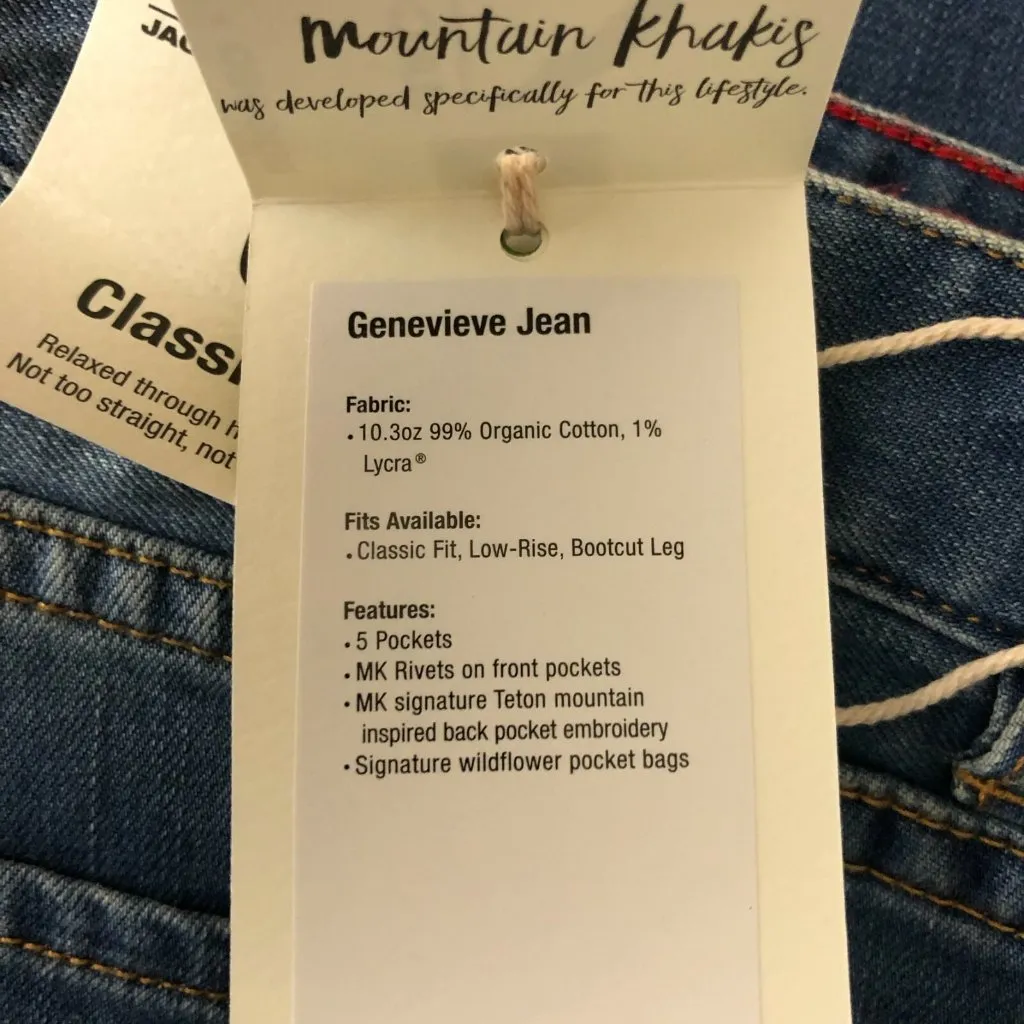 mountain khakis
was developed specifically for this lifestyle.
Genevieve Jean
Fabric:
• 10.3oz 99% Organic Cotton, 1%
Lycra®
Fits Available:
• Classic Fit, Low-Rise, Bootcut Leg
Features:
• 5 Pockets
• MK Rivets on front pockets
• MK signature Teton mountain
inspired back pocket embroidery
• Signature wildflower pocket bags
Relaxed through
Not too straight, not